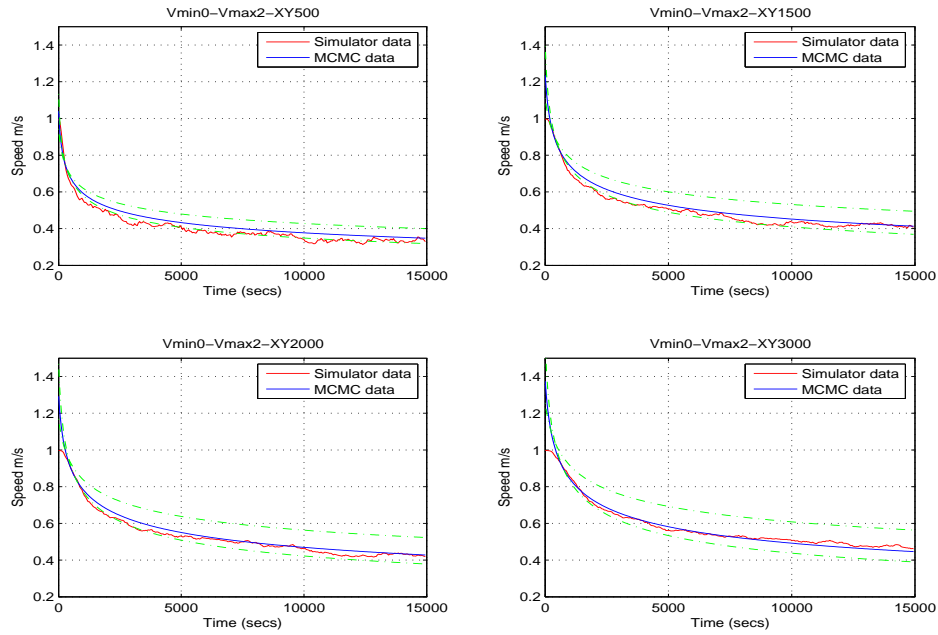 Vmin0−Vmax2−XY500
1.4
1.2
1
0.8
0.6
0.4
0.2
0
5000
10000
15000
Time (secs)
Speed m/s
Simulator data
MCMC data
Vmin0−Vmax2−XY1500
1.4
1.2
1
0.8
0.6
0.4
0.2
0
5000
10000
15000
Time (secs)
Speed m/s
Simulator data
MCMC data
Vmin0−Vmax2−XY2000
1.4
1.2
1
0.8
0.6
0.4
0.2
0
5000
10000
15000
Time (secs)
Speed m/s
Simulator data
MCMC data
Vmin0−Vmax2−XY3000
1.4
1.2
1
0.8
0.6
0.4
0.2
0
5000
10000
15000
Time (secs)
Speed m/s
Simulator data
MCMC data